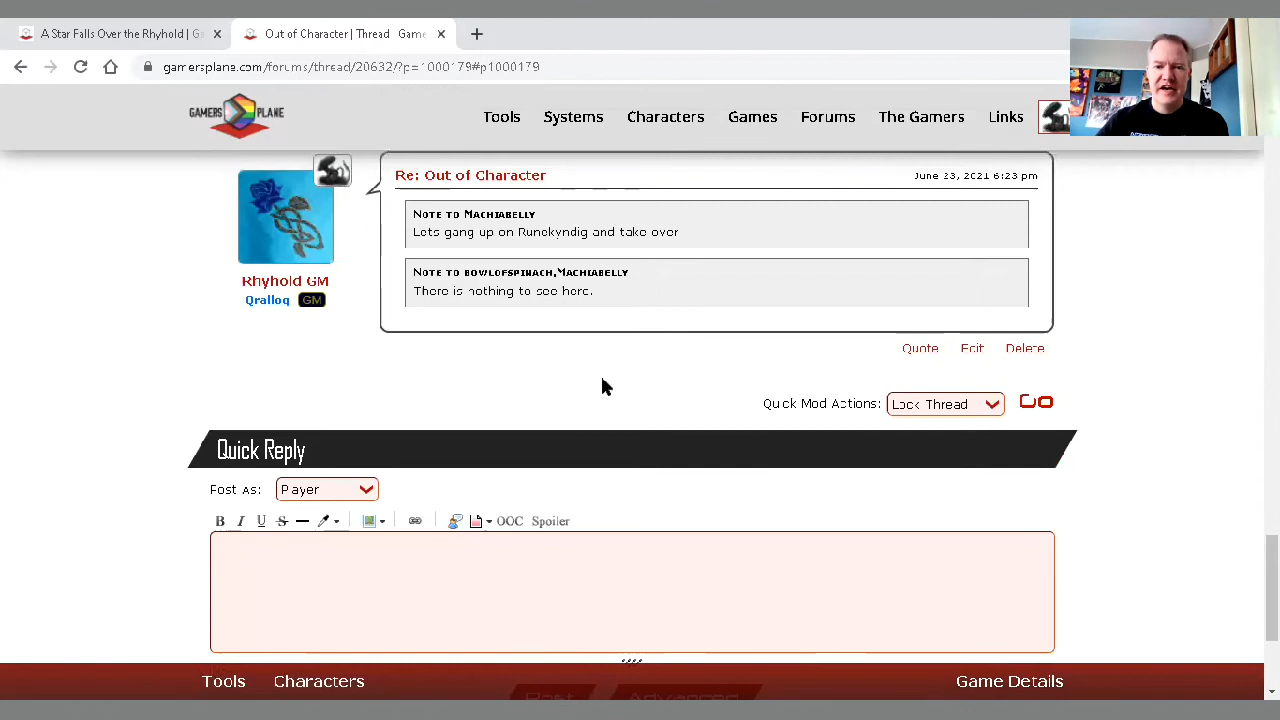 A Star Falls Over the Rhyhold | Ga
Out of Character | Thread · Game
gamersplane.com/forums/thread/20632/?p=1000179#p1000179
GAMERS PLANE
Tools Systems Characters Games Forums The Gamers Links
Re: Out of Character
June 23, 2021 6:23 pm
Note to Machiabelly
Lets gang up on Runekyndig and take over
Note to bowlofspinach,Machiabelly
There is nothing to see here.
Rhyhold GM
Qralloq GM
Quote Edit Delete
Quick Mod Actions: Lock Thread Go
Quick Reply
Post As: Player
B I U S OOC Spoiler
Tools Characters Game Details
Post Advanced